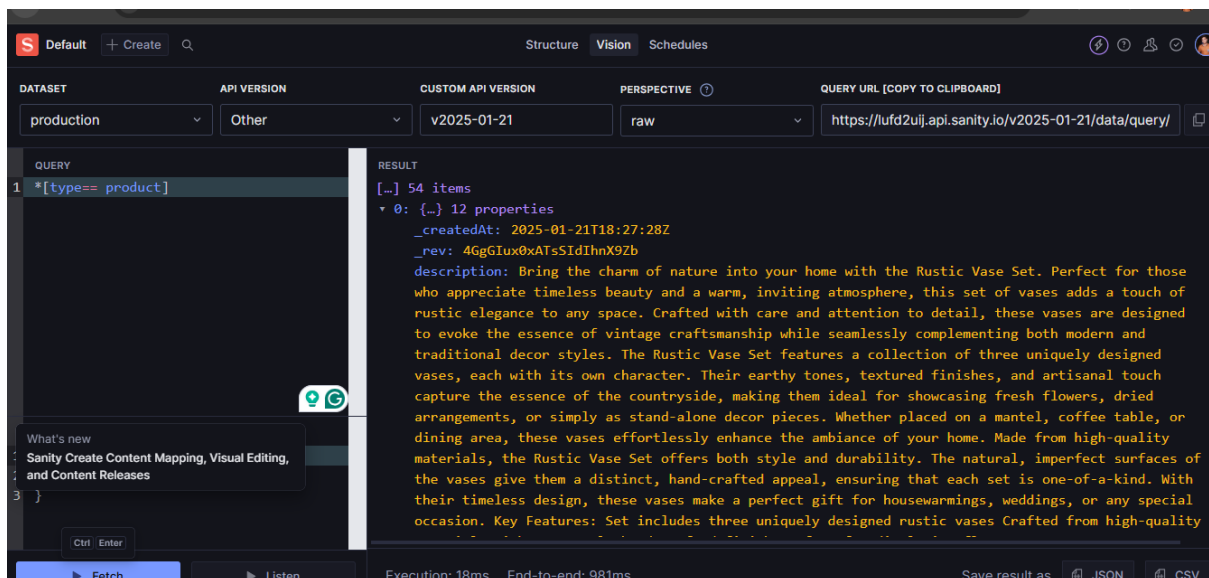 S Default + Create Structure Vision Schedules
DATASET API VERSION CUSTOM API VERSION PERSPECTIVE QUERY URL [COPY TO CLIPBOARD]
production Other v2025-01-21 raw https://lufd2uij.api.sanity.io/v2025-01-21/data/query/
QUERY
1 *[type== product]
What's new
Sanity Create Content Mapping, Visual Editing,
and Content Releases
3 }
Ctrl Enter
Fetch Listen
RESULT
[…] 54 items
0: {…} 12 properties
_createdAt: 2025-01-21T18:27:28Z
_rev: 4GgGIux0xATsSIdIhnX9Zb
description: Bring the charm of nature into your home with the Rustic Vase Set. Perfect for those
who appreciate timeless beauty and a warm, inviting atmosphere, this set of vases adds a touch of
rustic elegance to any space. Crafted with care and attention to detail, these vases are designed
to evoke the essence of vintage craftsmanship while seamlessly complementing both modern and
traditional decor styles. The Rustic Vase Set features a collection of three uniquely designed
vases, each with its own character. Their earthy tones, textured finishes, and artisanal touch
capture the essence of the countryside, making them ideal for showcasing fresh flowers, dried
arrangements, or simply as stand-alone decor pieces. Whether placed on a mantel, coffee table, or
dining area, these vases effortlessly enhance the ambiance of your home. Made from high-quality
materials, the Rustic Vase Set offers both style and durability. The natural, imperfect surfaces of
the vases give them a distinct, hand-crafted appeal, ensuring that each set is one-of-a-kind. With
their timeless design, these vases make a perfect gift for housewarmings, weddings, or any special
occasion. Key Features: Set includes three uniquely designed rustic vases Crafted from high-quality
Execution: 18ms End-to-end: 981ms Save result as JSON CSV